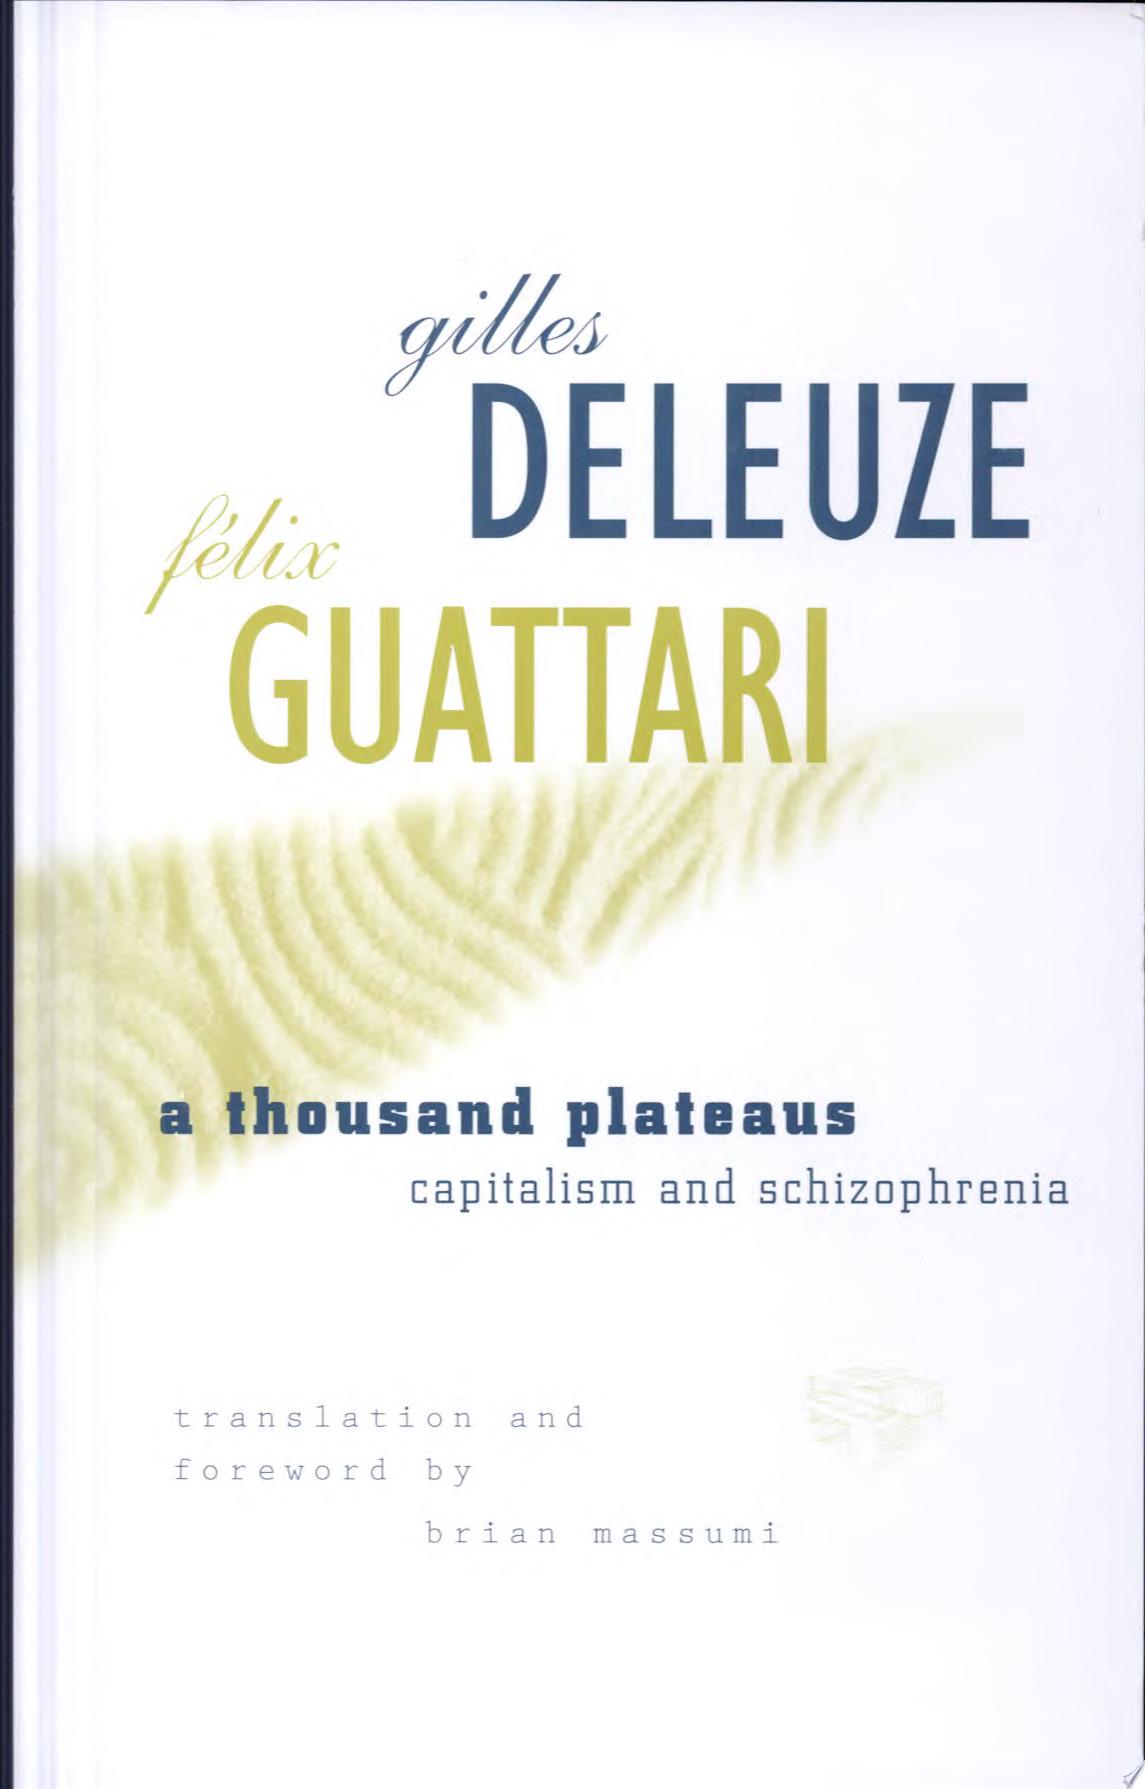 gilles
DELEUZE
félix
GUATTARI
a thousand plateaus
capitalism and schizophrenia
translation and
foreword by
brian massumi